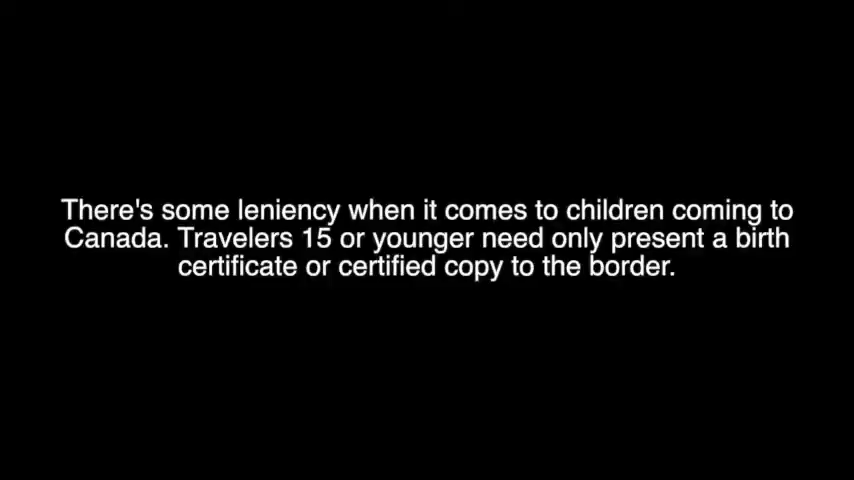 There's some leniency when it comes to children coming to
Canada. Travelers 15 or younger need only present a birth
certificate or certified copy to the border.